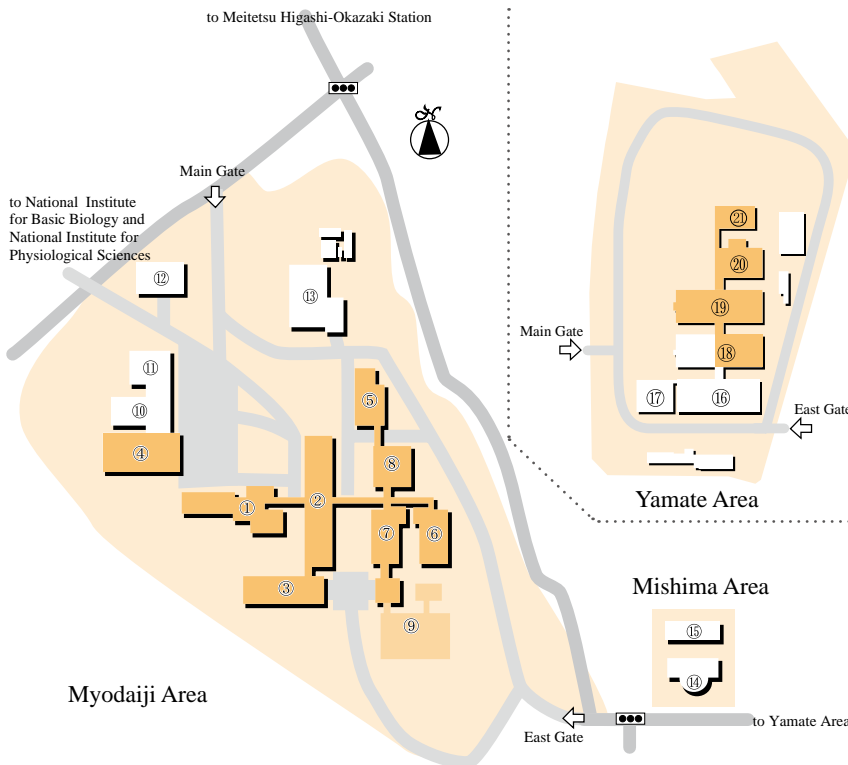 to Meitetsu Higashi-Okazaki Station
Main Gate
to National Institute
for Basic Biology and
National Institute for
Physiological Sciences
⑫
⑬
⑪
⑩
④
⑤
⑧
①
②
⑦
⑥
③
⑨
Myodaiji Area
East Gate
㉑
⑳
⑲
⑱
⑰
⑯
Main Gate
East Gate
Yamate Area
Mishima Area
⑮
⑭
to Yamate Area